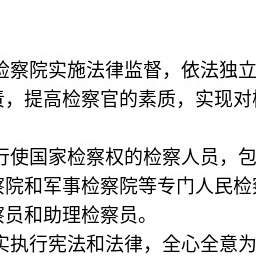 检察院实施法律监督，依法独立
责，提高检察官的素质，实现对
行使国家检察权的检察人员，包
察院和军事检察院等专门人民检察
察员和助理检察员。
实执行宪法和法律，全心全意为